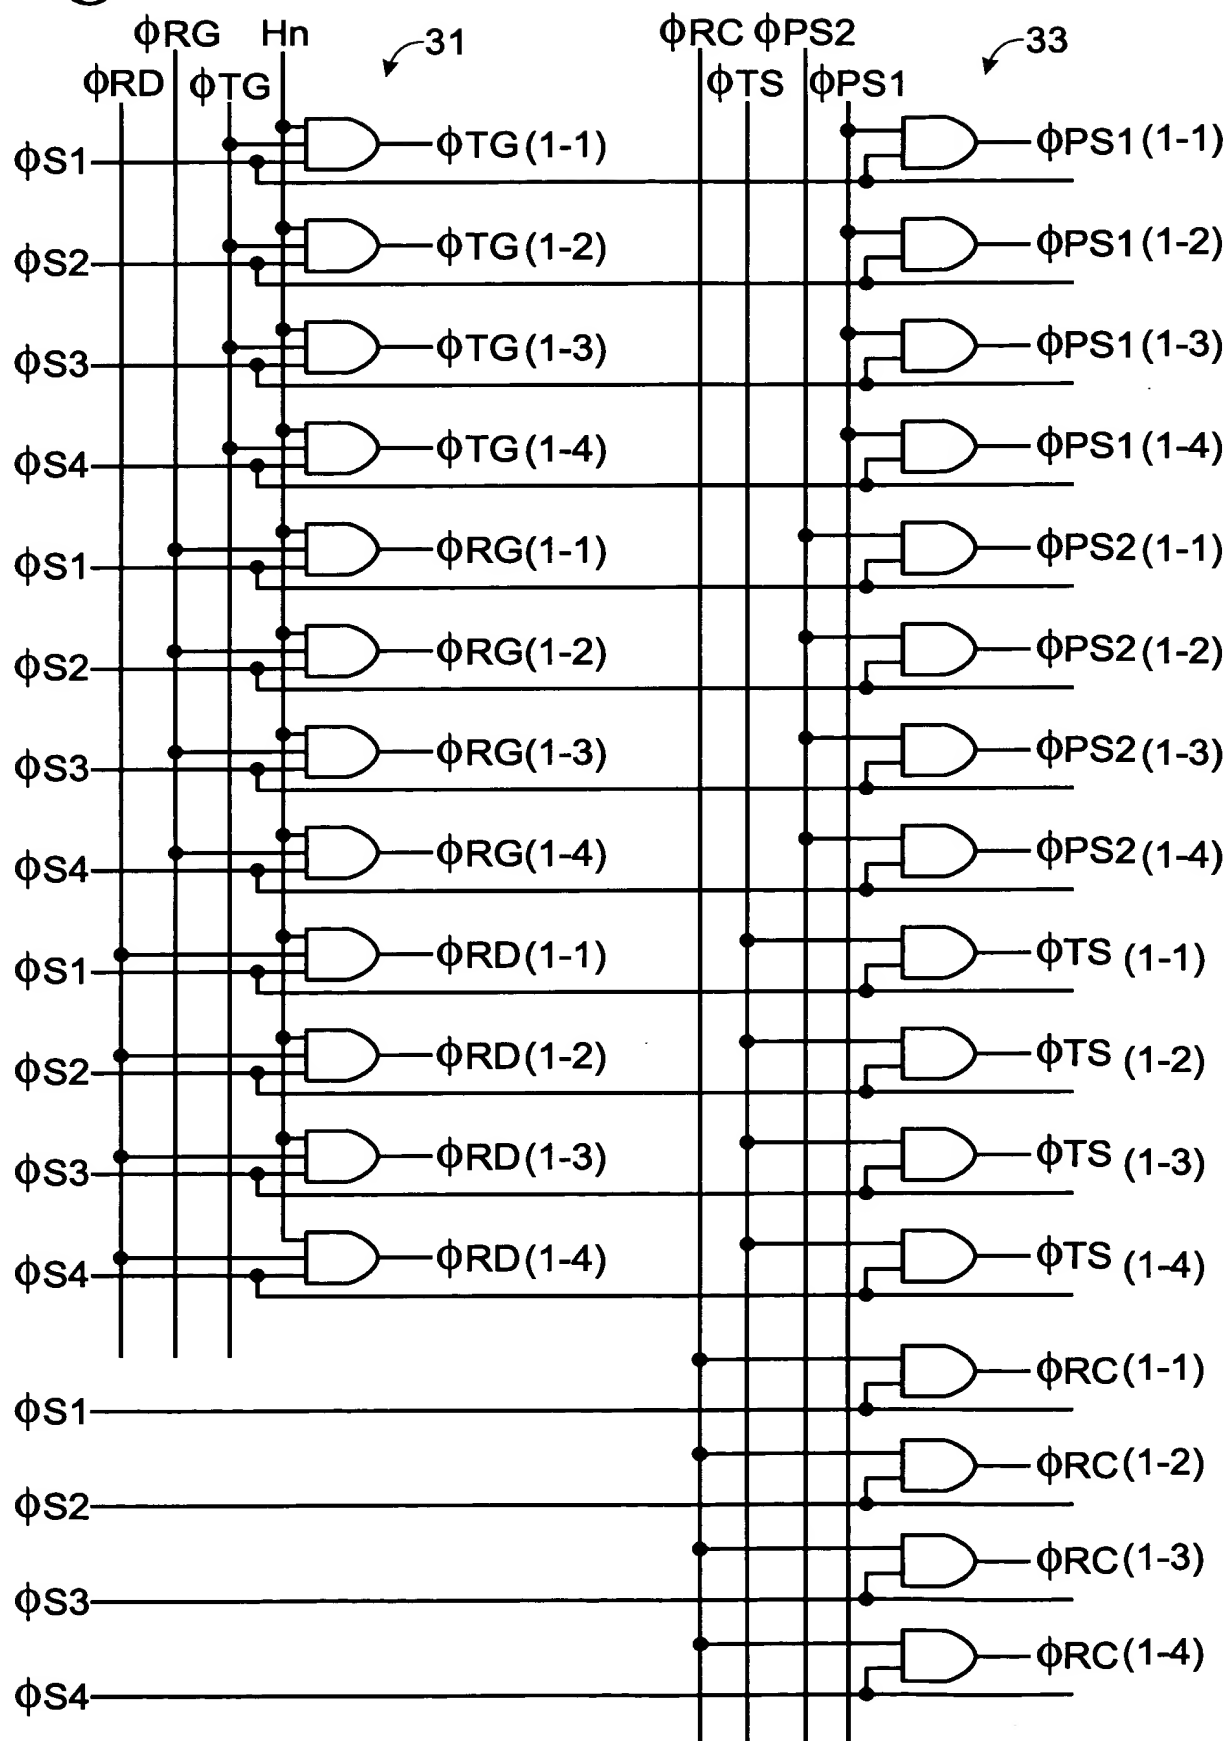 ϕRG Hn 31 ϕRC ϕPS2 33
ϕRD ϕTG ϕTS ϕPS1
ϕS1 ϕTG(1-1) ϕPS1(1-1)
ϕS2 ϕTG(1-2) ϕPS1(1-2)
ϕS3 ϕTG(1-3) ϕPS1(1-3)
ϕS4 ϕTG(1-4) ϕPS1(1-4)
ϕS1 ϕRG(1-1) ϕPS2(1-1)
ϕS2 ϕRG(1-2) ϕPS2(1-2)
ϕS3 ϕRG(1-3) ϕPS2(1-3)
ϕS4 ϕRG(1-4) ϕPS2(1-4)
ϕS1 ϕRD(1-1) ϕTS (1-1)
ϕS2 ϕRD(1-2) ϕTS (1-2)
ϕS3 ϕRD(1-3) ϕTS (1-3)
ϕS4 ϕRD(1-4) ϕTS (1-4)
ϕS1 ϕRC(1-1)
ϕS2 ϕRC(1-2)
ϕS3 ϕRC(1-3)
ϕS4 ϕRC(1-4)